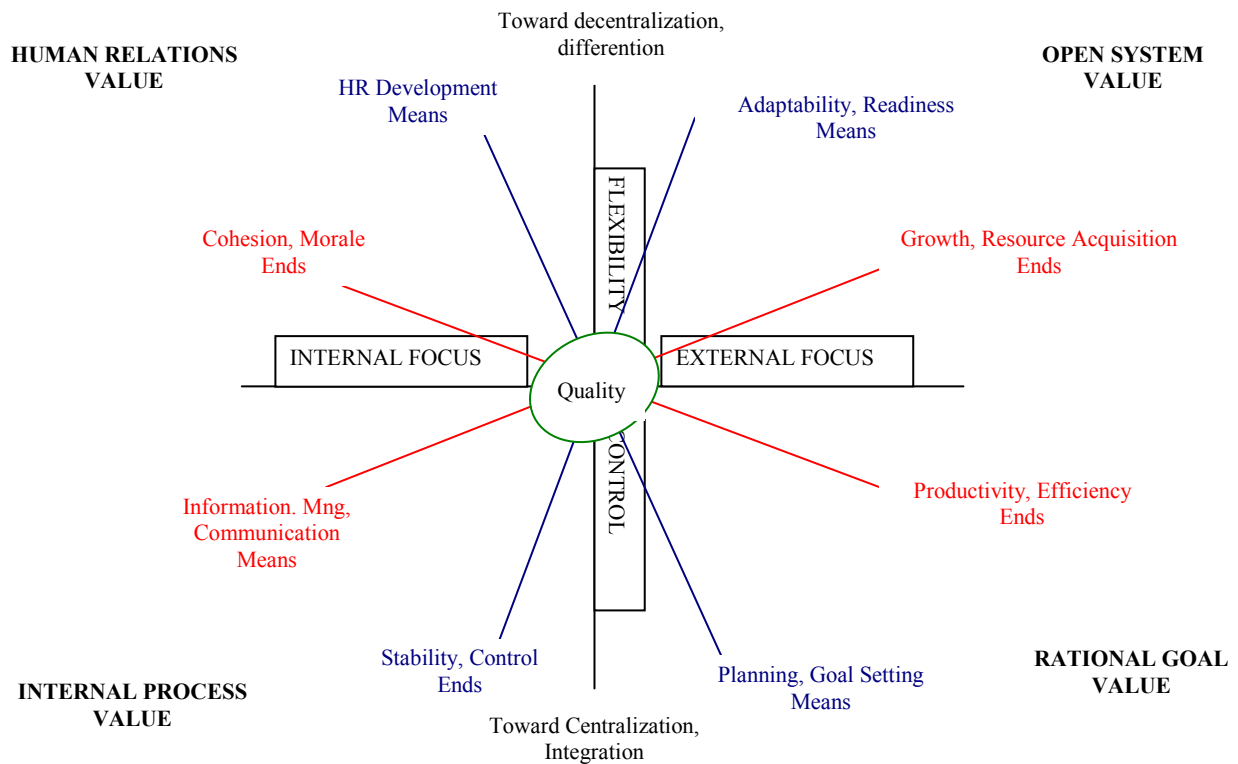 Toward decentralization,
differention
HUMAN RELATIONS
VALUE
OPEN SYSTEM
VALUE
HR Development
Means
Adaptability, Readiness
Means
FLEXIBILITY
Cohesion, Morale
Ends
Growth, Resource Acquisition
Ends
INTERNAL FOCUS
EXTERNAL FOCUS
Quality
CONTROL
Information. Mng,
Communication
Means
Productivity, Efficiency
Ends
Stability, Control
Ends
Planning, Goal Setting
Means
INTERNAL PROCESS
VALUE
RATIONAL GOAL
VALUE
Toward Centralization,
Integration